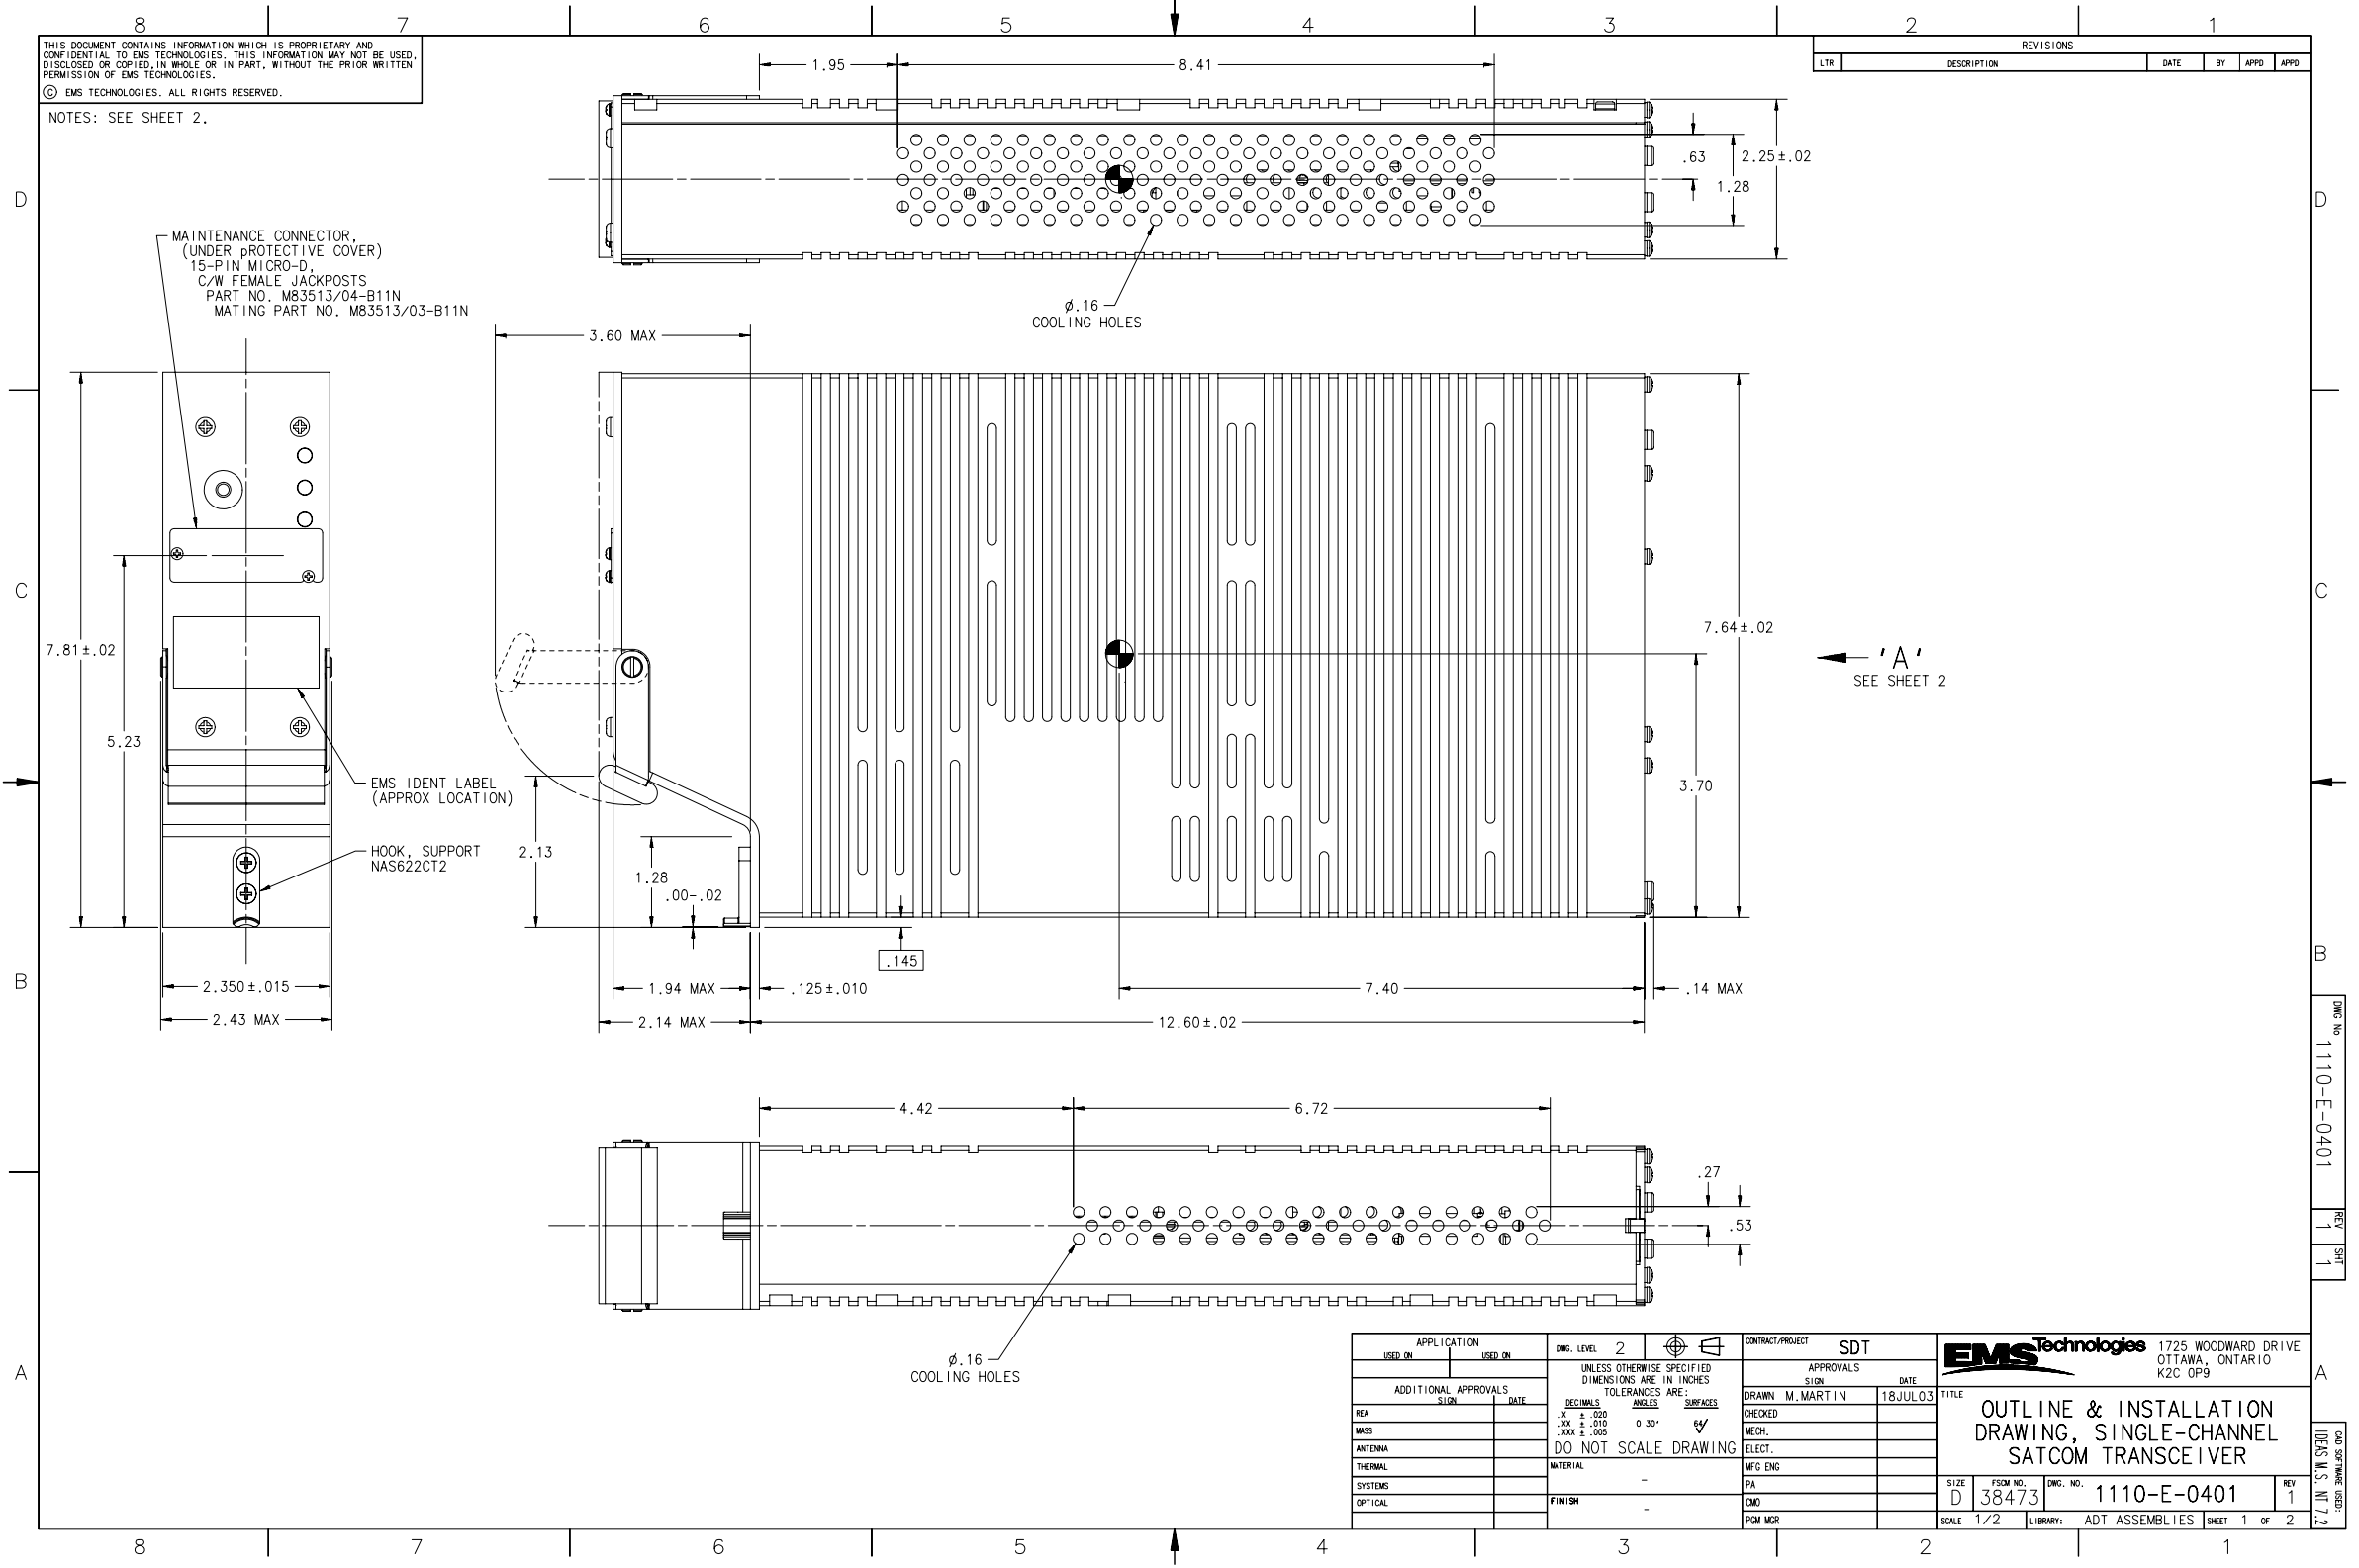 8 7 6 5 4 3 2 1
THIS DOCUMENT CONTAINS INFORMATION WHICH IS PROPRIETARY AND
CONFIDENTIAL TO EMS TECHNOLOGIES. THIS INFORMATION MAY NOT BE USED,
DISCLOSED OR COPIED,IN WHOLE OR IN PART, WITHOUT THE PRIOR WRITTEN
PERMISSION OF EMS TECHNOLOGIES.
© EMS TECHNOLOGIES. ALL RIGHTS RESERVED.
NOTES: SEE SHEET 2.
REVISIONS
LTR DESCRIPTION DATE BY APPD APPD
1.95
8.41
.63
2.25±.02
1.28
D
D
MAINTENANCE CONNECTOR,
(UNDER pROTECTIVE COVER)
15-PIN MICRO-D,
C/W FEMALE JACKPOSTS
PART NO. M83513/04-B11N
MATING PART NO. M83513/03-B11N
Ø.16
COOLING HOLES
3.60 MAX
C
C
7.81±.02
7.64±.02
'A'
SEE SHEET 2
5.23
3.70
EMS IDENT LABEL
(APPROX LOCATION)
HOOK, SUPPORT
NAS622CT2
2.13
1.28
.00-.02
.145
B
B
2.350±.015
2.43 MAX
1.94 MAX
.125±.010
7.40
.14 MAX
2.14 MAX
12.60±.02
4.42
6.72
.27
.53
Ø.16
COOLING HOLES
DWG No 1110-E-0401
REV 1
SHT 1
A
A
APPLICATION
USED ON USED ON
ADDITIONAL APPROVALS
SIGN DATE
REA
MASS
ANTENNA
THERMAL
SYSTEMS
OPTICAL
DWG. LEVEL 2
UNLESS OTHERWISE SPECIFIED
DIMENSIONS ARE IN INCHES
TOLERANCES ARE:
DECIMALS ANGLES SURFACES
.X ± .020
.XX ± .010 0 30' 64
.XXX ± .005
DO NOT SCALE DRAWING
MATERIAL
-
FINISH
-
CONTRACT/PROJECT SDT
APPROVALS
SIGN DATE
DRAWN M.MARTIN 18JUL03
CHECKED
MECH.
ELECT.
MFG ENG
PA
CMO
PGM MGR
EMS Technologies
1725 WOODWARD DRIVE
OTTAWA, ONTARIO
K2C 0P9
TITLE
OUTLINE & INSTALLATION
DRAWING, SINGLE-CHANNEL
SATCOM TRANSCEIVER
SIZE D
FSCM NO. 38473
DWG. NO. 1110-E-0401
REV 1
SCALE 1/2
LIBRARY: ADT ASSEMBLIES
SHEET 1 OF 2
CAD SOFTWARE USED:
IDEAS M.S. NT 7.2
8 7 6 5 4 3 2 1